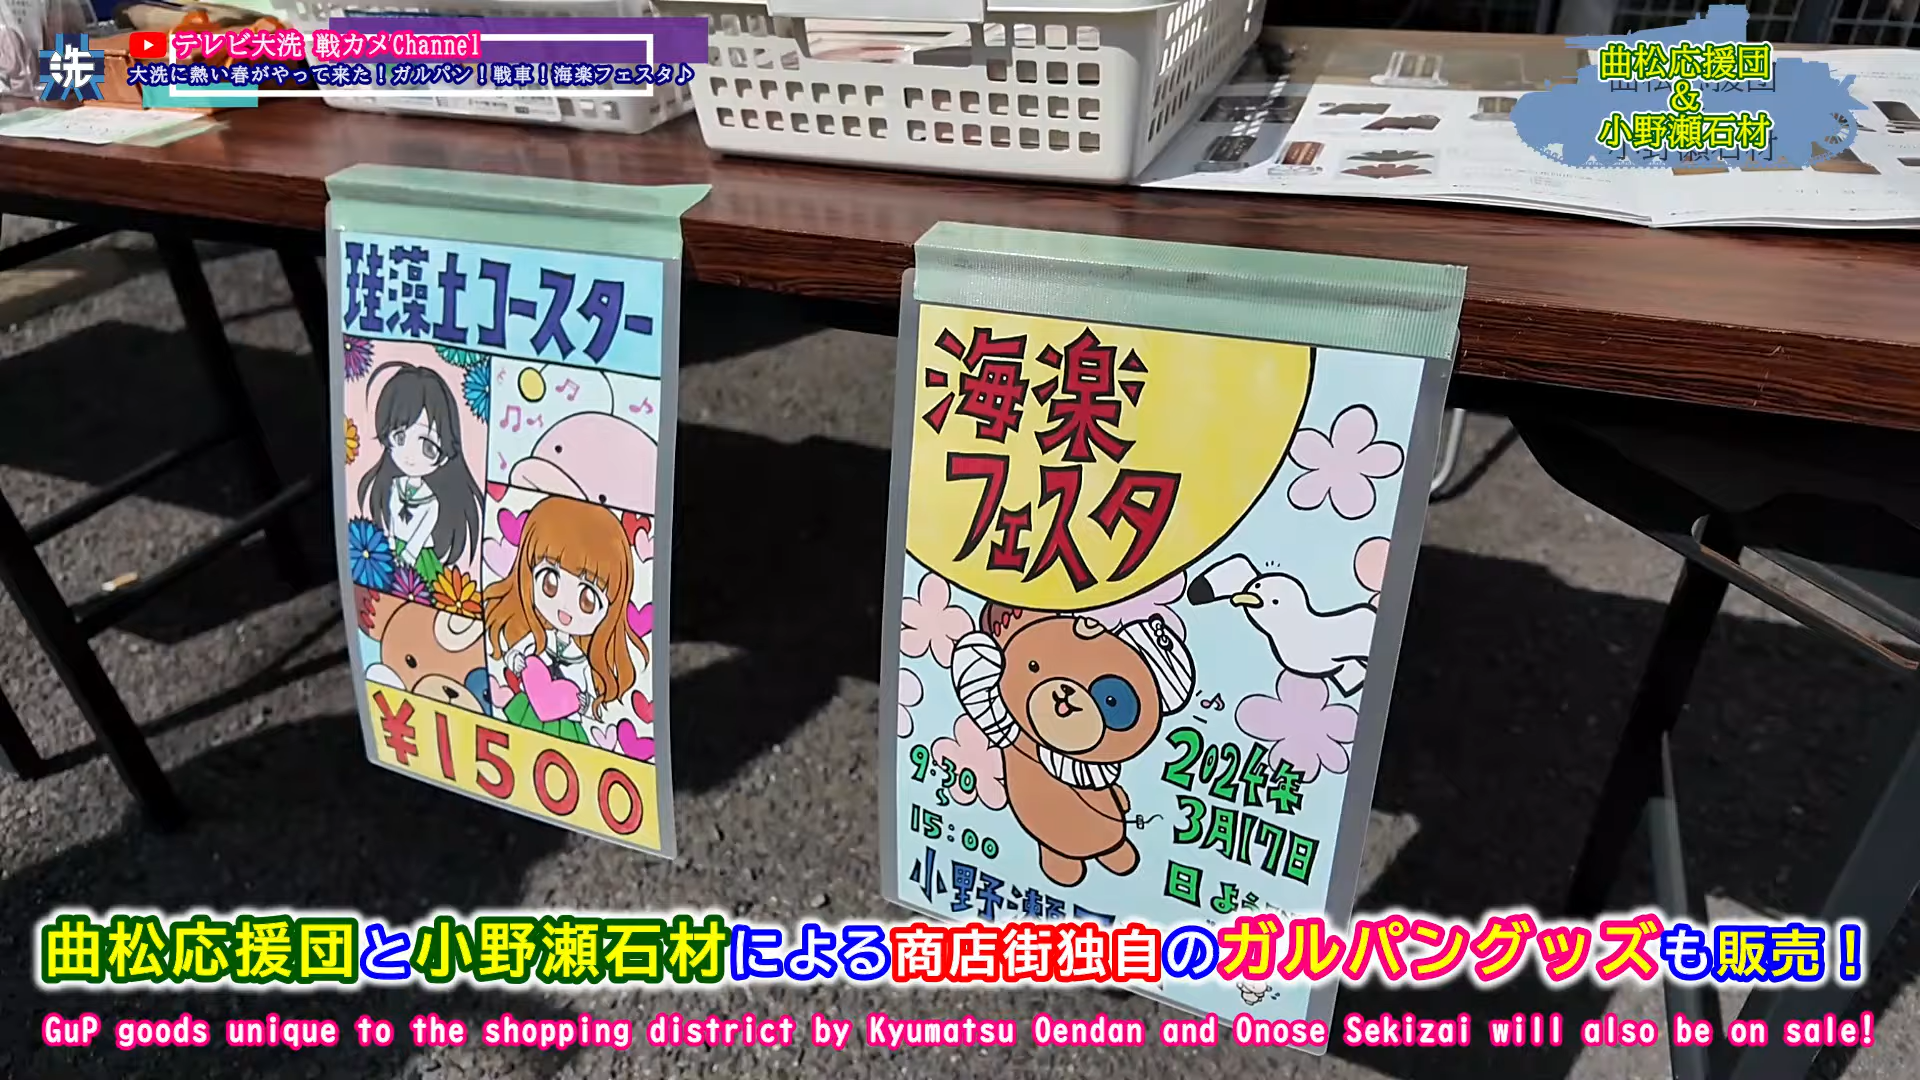 洗
テレビ大洗 戦カメChannel
大洗に熱い春がやって来た！ガルパン！戦車！海楽フェスタ♪
曲松応援団
&
小野瀬石材
珪藻土コースター
¥1500
海楽
フェスタ
9:30
~
15:00
2024年
3月17日
日よう
小野瀬
曲松応援団と小野瀬石材による商店街独自のガルパングッズも販売！
GuP goods unique to the shopping district by Kyumatsu Oendan and Onose Sekizai will also be on sale!